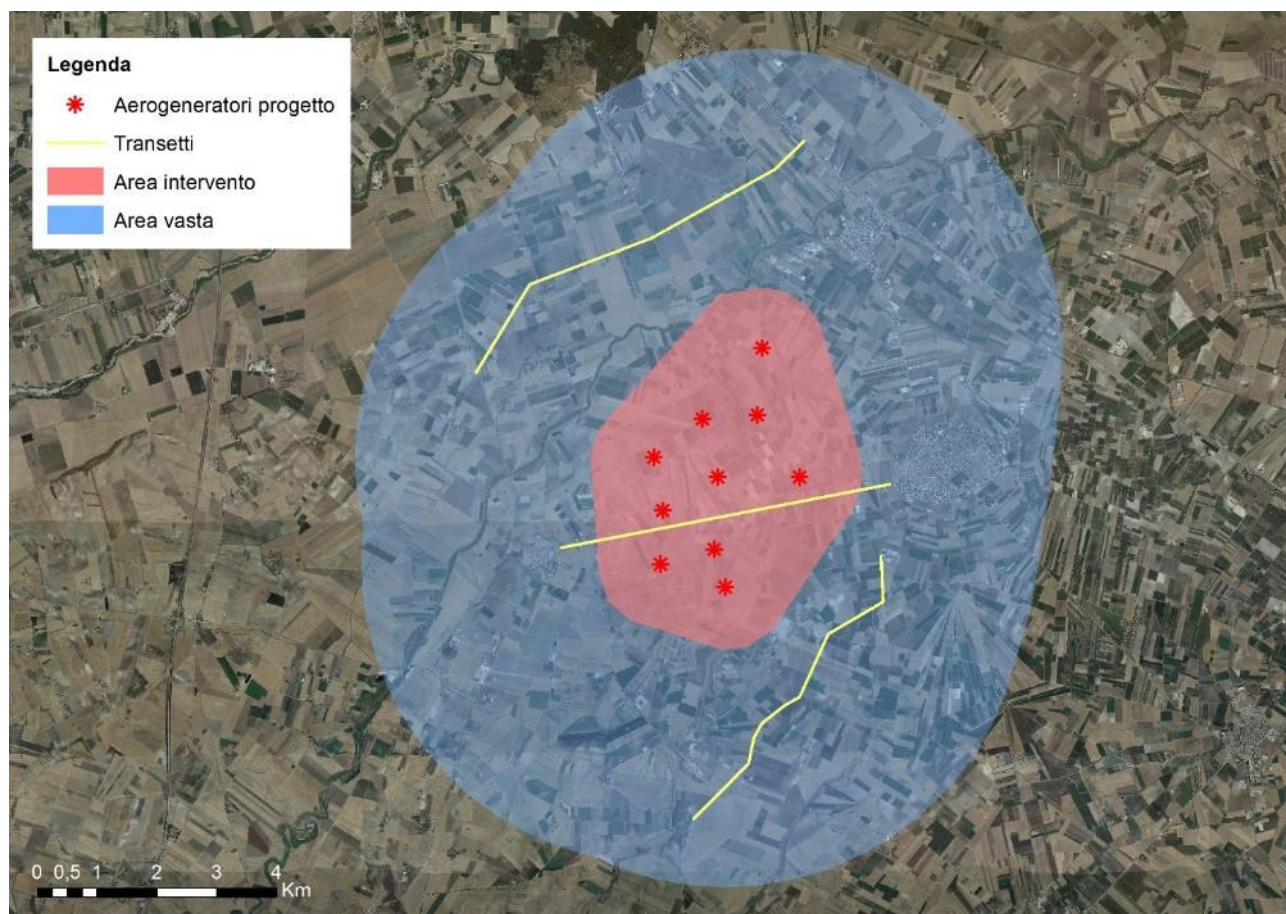 Legenda
Aerogeneratori progetto
Transetti
Area intervento
Area vasta
0 0,5 1 2 3 4
Km